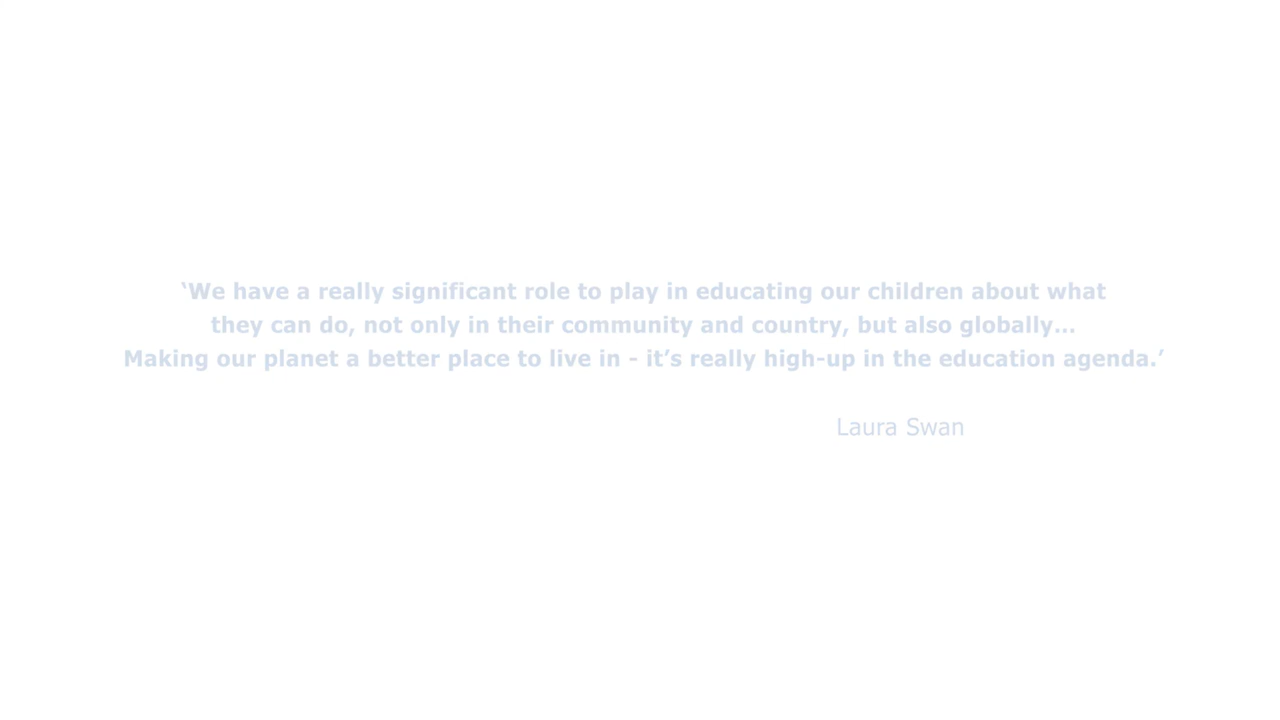 ‘We have a really significant role to play in educating our children about what
they can do, not only in their community and country, but also globally...
Making our planet a better place to live in - it’s really high-up in the education agenda.’
Laura Swan